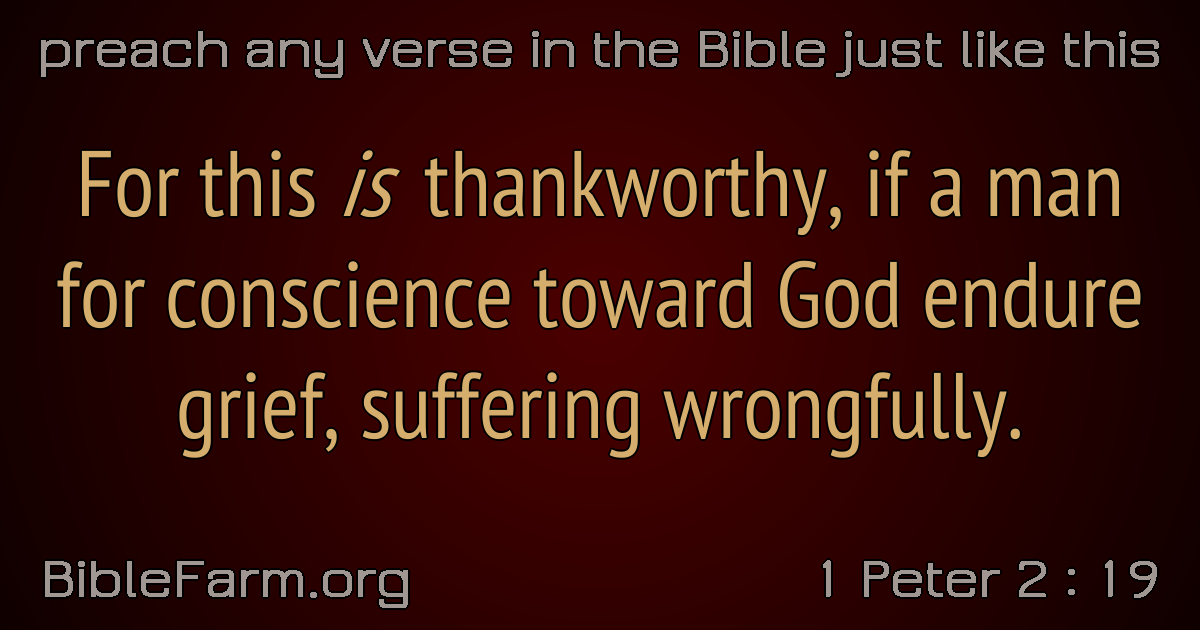 preach any verse in the Bible just like this
For this is thankworthy, if a man
for conscience toward God endure
grief, suffering wrongfully.
BibleFarm.org
1 Peter 2 : 19